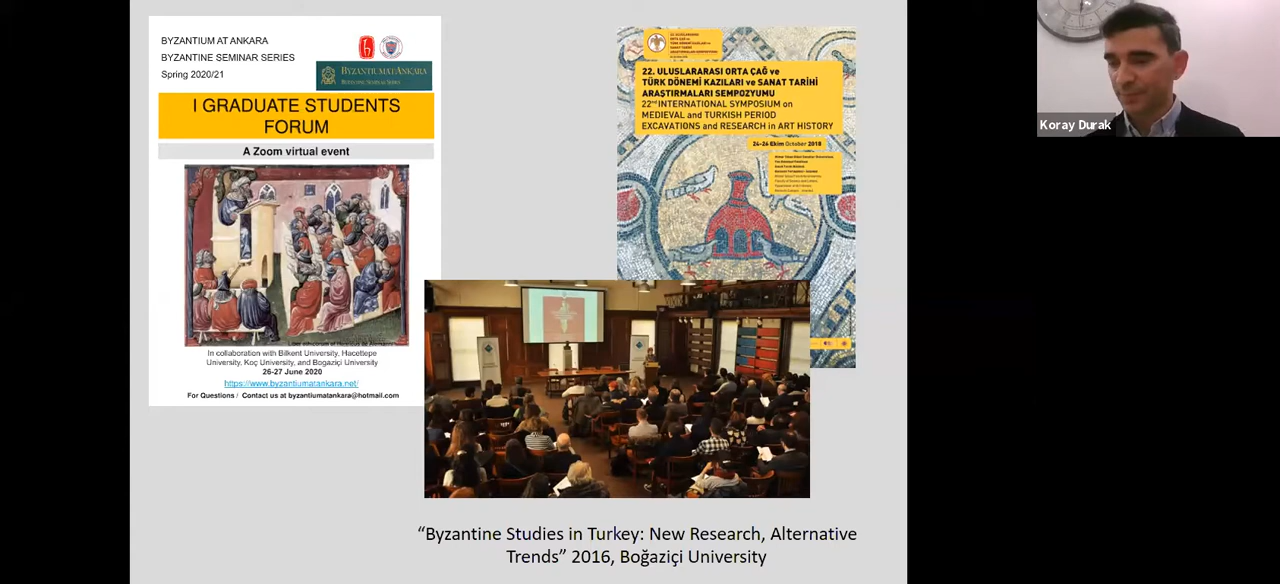 BYZANTIUM AT ANKARA
BYZANTINE SEMINAR SERIES
Spring 2020/21
BYZANTIUMATANKARA
I GRADUATE STUDENTS
FORUM
A Zoom virtual event
In collaboration with Bilkent University, Hacettepe
University, Koç University, and Bogaziçi University
26-27 June 2020
https://www.byzantiumatankara.net/
For Questions / Contact us at byzantiumatankara@hotmail.com
22. ULUSLARARASI ORTA ÇAĞ ve
TÜRK DÖNEMİ KAZILARI ve SANAT TARİHİ
ARAŞTIRMALARI SEMPOZYUMU
22nd INTERNATIONAL SYMPOSIUM on
MEDIEVAL and TURKISH PERIOD
EXCAVATIONS and RESEARCH in ART HISTORY
24-26 Ekim October 2018
Koray Durak
“Byzantine Studies in Turkey: New Research, Alternative
Trends” 2016, Boğaziçi University